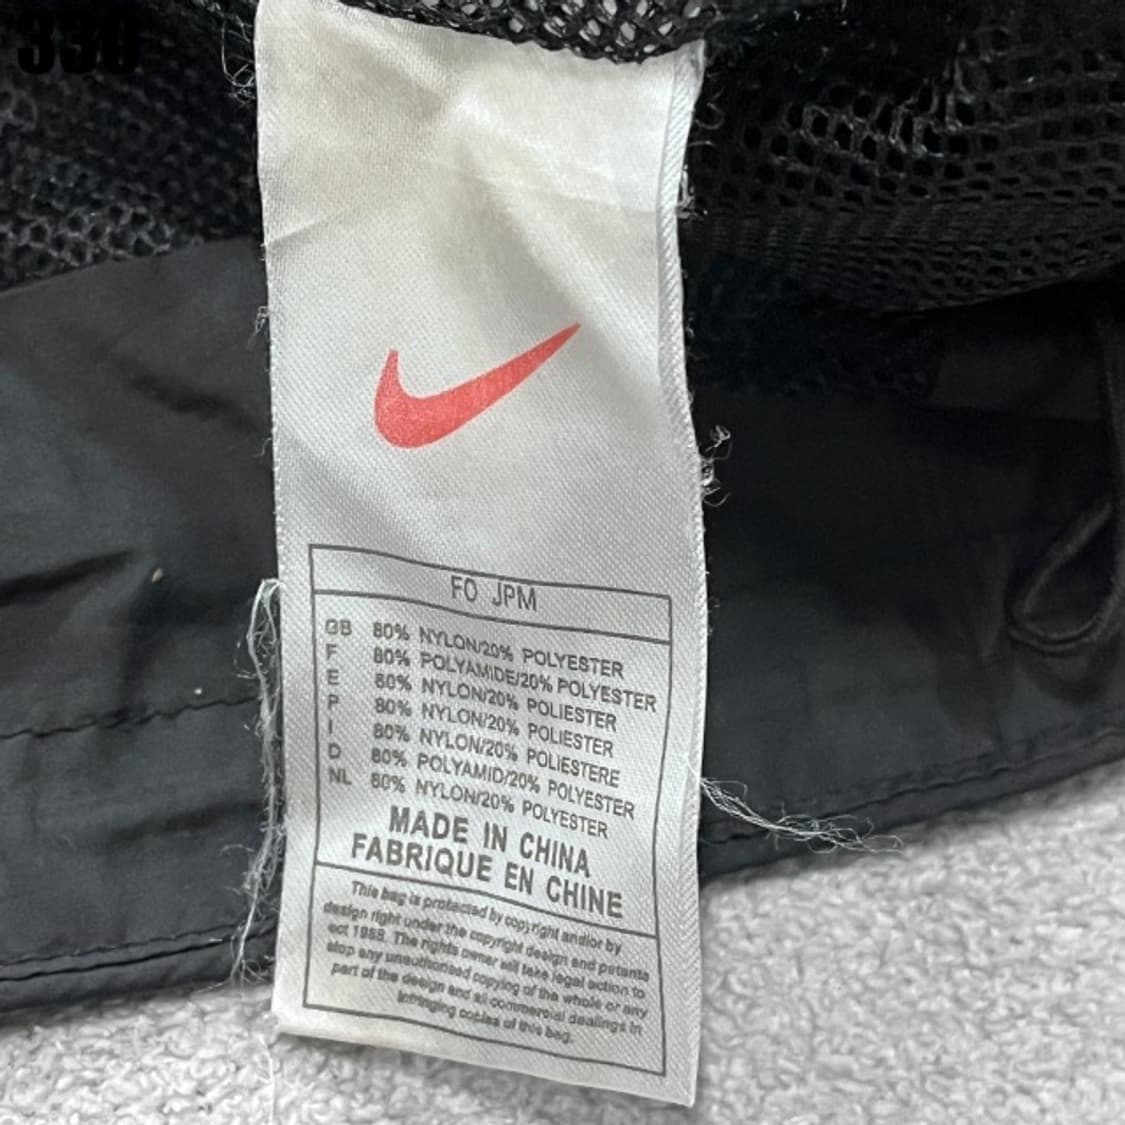 330
FO JPM
GB 80% NYLON/20% POLYESTER
F 80% POLYAMIDE/20% POLYESTER
E 80% NYLON/20% POLIESTER
P 80% NYLON/20% POLIESTER
I 80% NYLON/20% POLIESTERE
D 80% POLYAMID/20% POLYESTER
NL 80% NYLON/20% POLYESTER
MADE IN CHINA
FABRIQUE EN CHINE
This bag is protected by copyright and/or by
design right under the copyright design and patents
act 1988. The rights owner will take legal action to
stop any unauthorised copying of the whole or any
part of the design and all commercial dealings in
infringing copies of this bag.